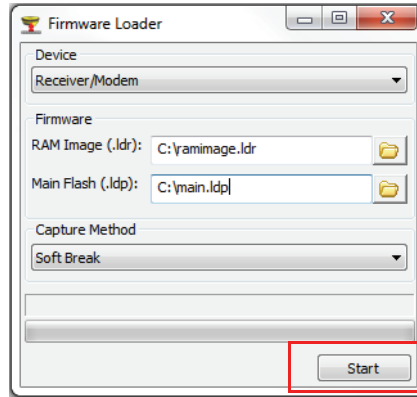 Firmware Loader
Device
Receiver/Modem
Firmware
RAM Image (.ldr): C:\ramimage.ldr
Main Flash (.ldp): C:\main.ldp
Capture Method
Soft Break
Start